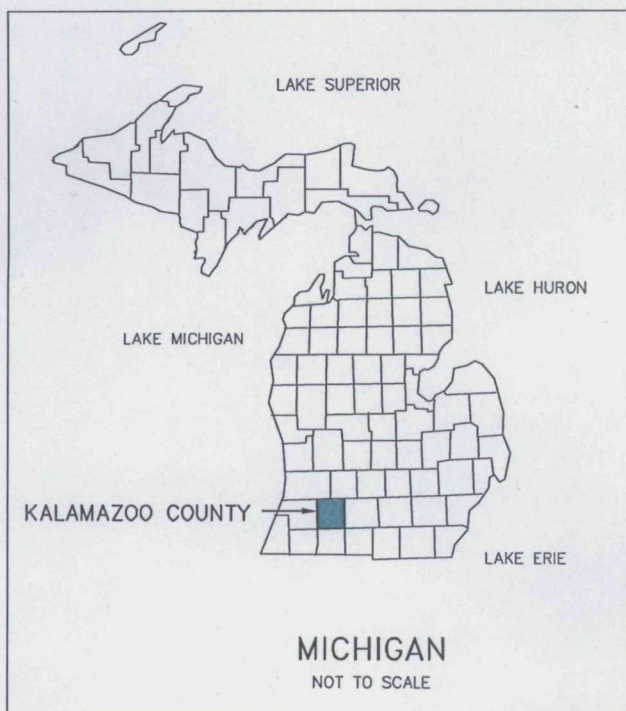 LAKE SUPERIOR
LAKE HURON
LAKE MICHIGAN
KALAMAZOO COUNTY
LAKE ERIE
MICHIGAN
NOT TO SCALE